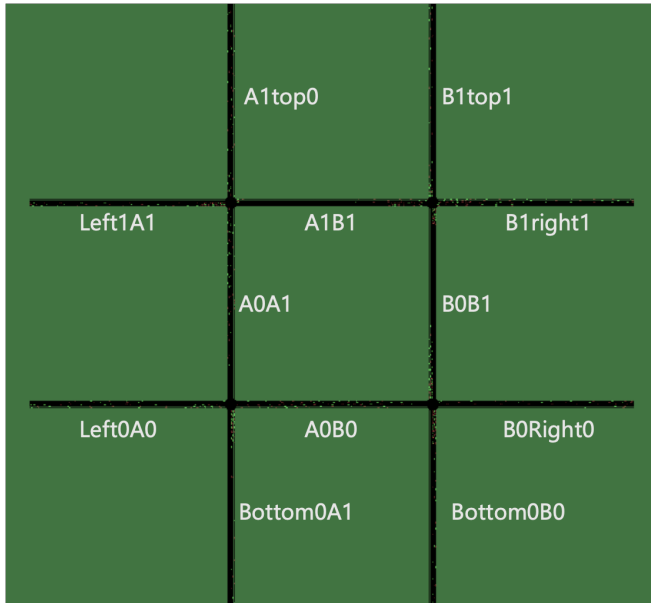 A1top0 B1top1
Left1A1 A1B1 B1right1
A0A1 B0B1
Left0A0 A0B0 B0Right0
Bottom0A1 Bottom0B0